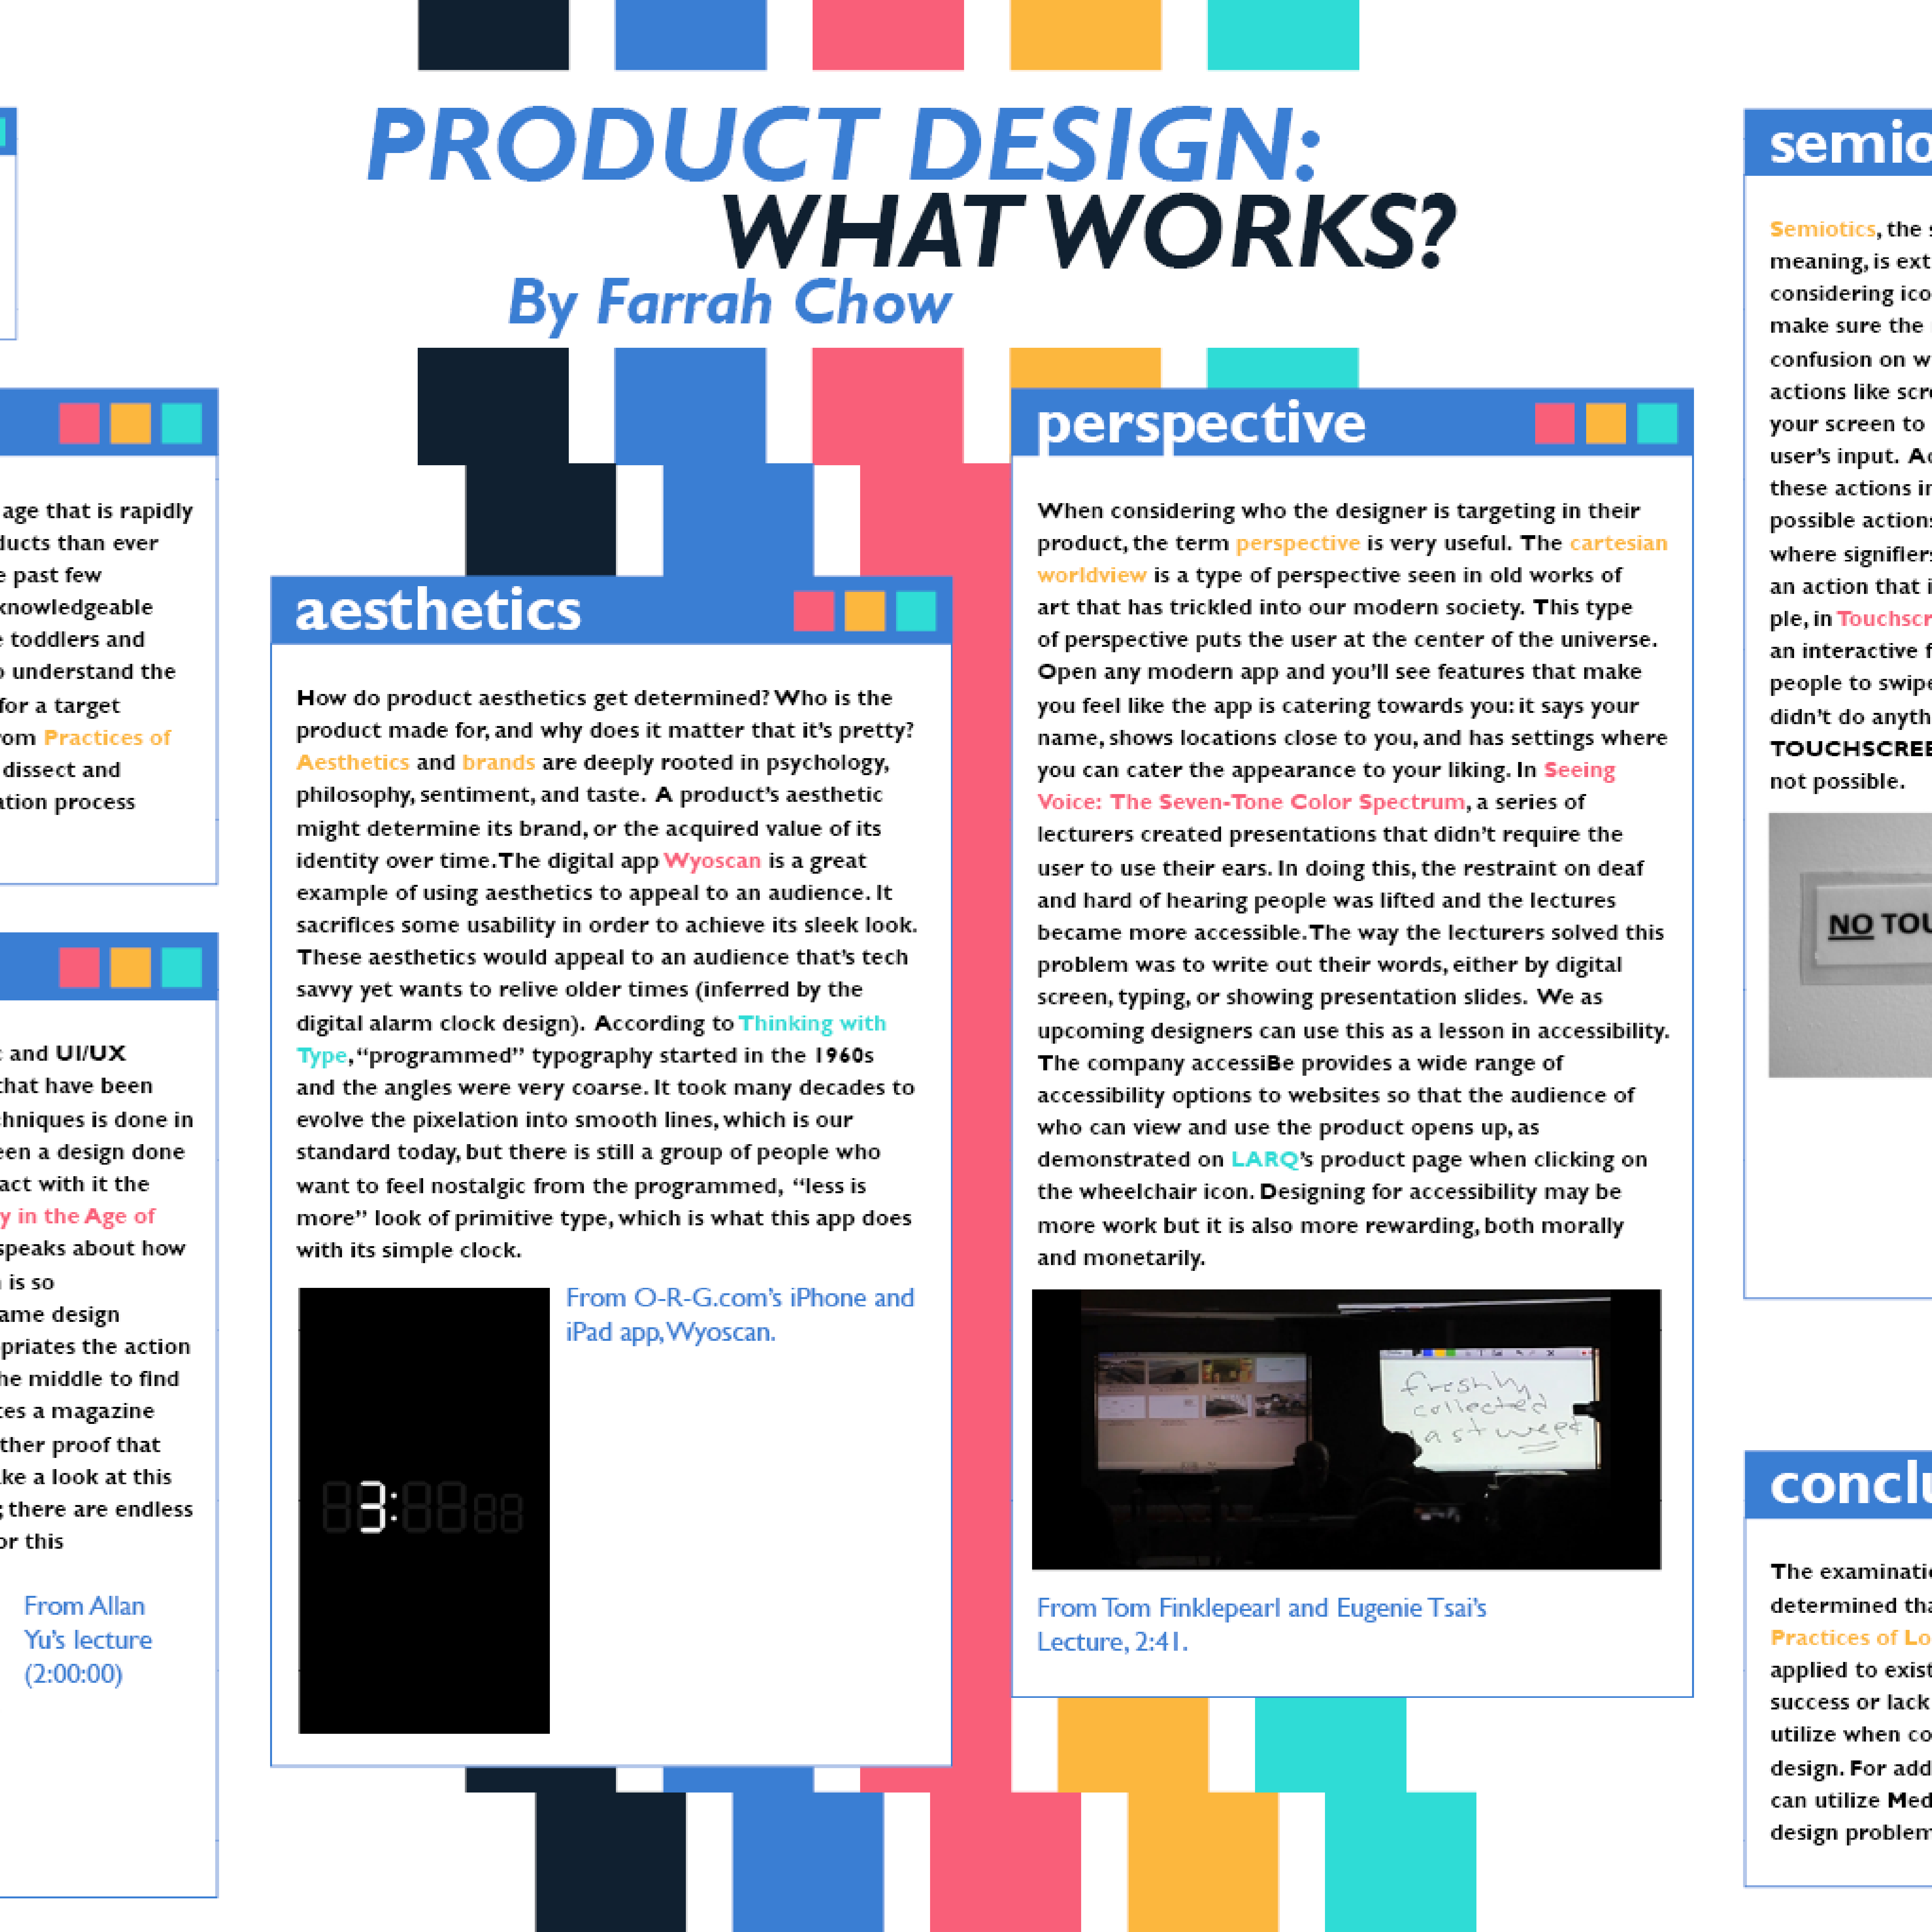 PRODUCT DESIGN:
WHAT WORKS?
By Farrah Chow
age that is rapidly
ducts than ever
e past few
knowledgeable
e toddlers and
o understand the
for a target
rom Practices of
dissect and
ation process
c and UI/UX
that have been
chniques is done in
een a design done
act with it the
y in the Age of
speaks about how
n is so
ame design
priates the action
he middle to find
tes a magazine
ther proof that
ake a look at this
; there are endless
or this
From Allan
Yu's lecture
(2:00:00)
aesthetics
How do product aesthetics get determined? Who is the
product made for, and why does it matter that it's pretty?
Aesthetics and brands are deeply rooted in psychology,
philosophy, sentiment, and taste. A product's aesthetic
might determine its brand, or the acquired value of its
identity over time. The digital app Wyoscan is a great
example of using aesthetics to appeal to an audience. It
sacrifices some usability in order to achieve its sleek look.
These aesthetics would appeal to an audience that's tech
savvy yet wants to relive older times (inferred by the
digital alarm clock design). According to Thinking with
Type, "programmed" typography started in the 1960s
and the angles were very coarse. It took many decades to
evolve the pixelation into smooth lines, which is our
standard today, but there is still a group of people who
want to feel nostalgic from the programmed, "less is
more" look of primitive type, which is what this app does
with its simple clock.
3:
From O-R-G.com's iPhone and
iPad app, Wyoscan.
perspective
When considering who the designer is targeting in their
product, the term perspective is very useful. The cartesian
worldview is a type of perspective seen in old works of
art that has trickled into our modern society. This type
of perspective puts the user at the center of the universe.
Open any modern app and you'll see features that make
you feel like the app is catering towards you: it says your
name, shows locations close to you, and has settings where
you can cater the appearance to your liking. In Seeing
Voice: The Seven-Tone Color Spectrum, a series of
lecturers created presentations that didn't require the
user to use their ears. In doing this, the restraint on deaf
and hard of hearing people was lifted and the lectures
became more accessible. The way the lecturers solved this
problem was to write out their words, either by digital
screen, typing, or showing presentation slides. We as
upcoming designers can use this as a lesson in accessibility.
The company accessiBe provides a wide range of
accessibility options to websites so that the audience of
who can view and use the product opens up, as
demonstrated on LARQ's product page when clicking on
the wheelchair icon. Designing for accessibility may be
more work but it is also more rewarding, both morally
and monetarily.
freshly
collected
last week
From Tom Finklepearl and Eugenie Tsai's
Lecture, 2:41.
semio
Semiotics, the s
meaning, is ext
considering ico
make sure the
confusion on w
actions like scr
your screen to
user's input. Ac
these actions in
possible actions
where signifiers
an action that i
ple, in Touchscr
an interactive f
people to swipe
didn't do anyth
TOUCHSCREE
not possible.
NO TOU
conclu
The examinatio
determined tha
Practices of Lo
applied to exist
success or lack
utilize when co
design. For add
can utilize Med
design problem